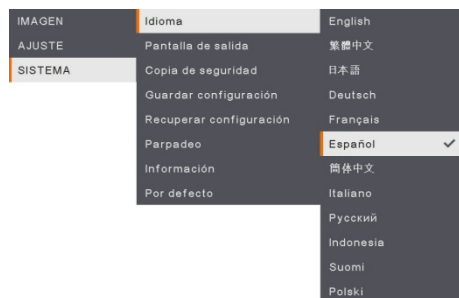 IMAGEN
AJUSTE
SISTEMA
Idioma
Pantalla de salida
Copia de seguridad
Guardar configuración
Recuperar configuración
Parpadeo
Información
Por defecto
English
繁體中文
日本語
Deutsch
Français
Español
简体中文
Italiano
Русский
Indonesia
Suomi
Polski